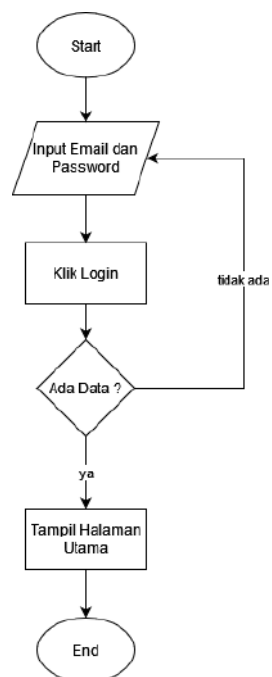 Start
Input Email dan
Password
Klik Login
tidak ada
Ada Data ?
ya
Tampil Halaman
Utama
End